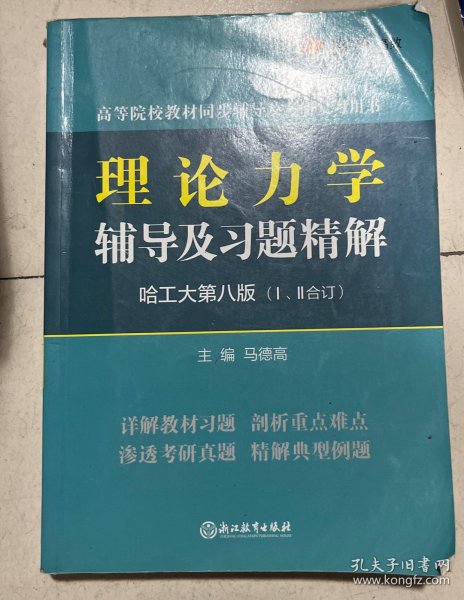 高等院校教材同步辅导
用书
理论力学
辅导及习题精解
哈工大第八版（Ⅰ、Ⅱ合订）
主 编 马德高
详解教材习题 剖析重点难点
渗透考研真题 精解典型例题
浙江教育出版社
孔夫子旧书网
www.kongfz.com